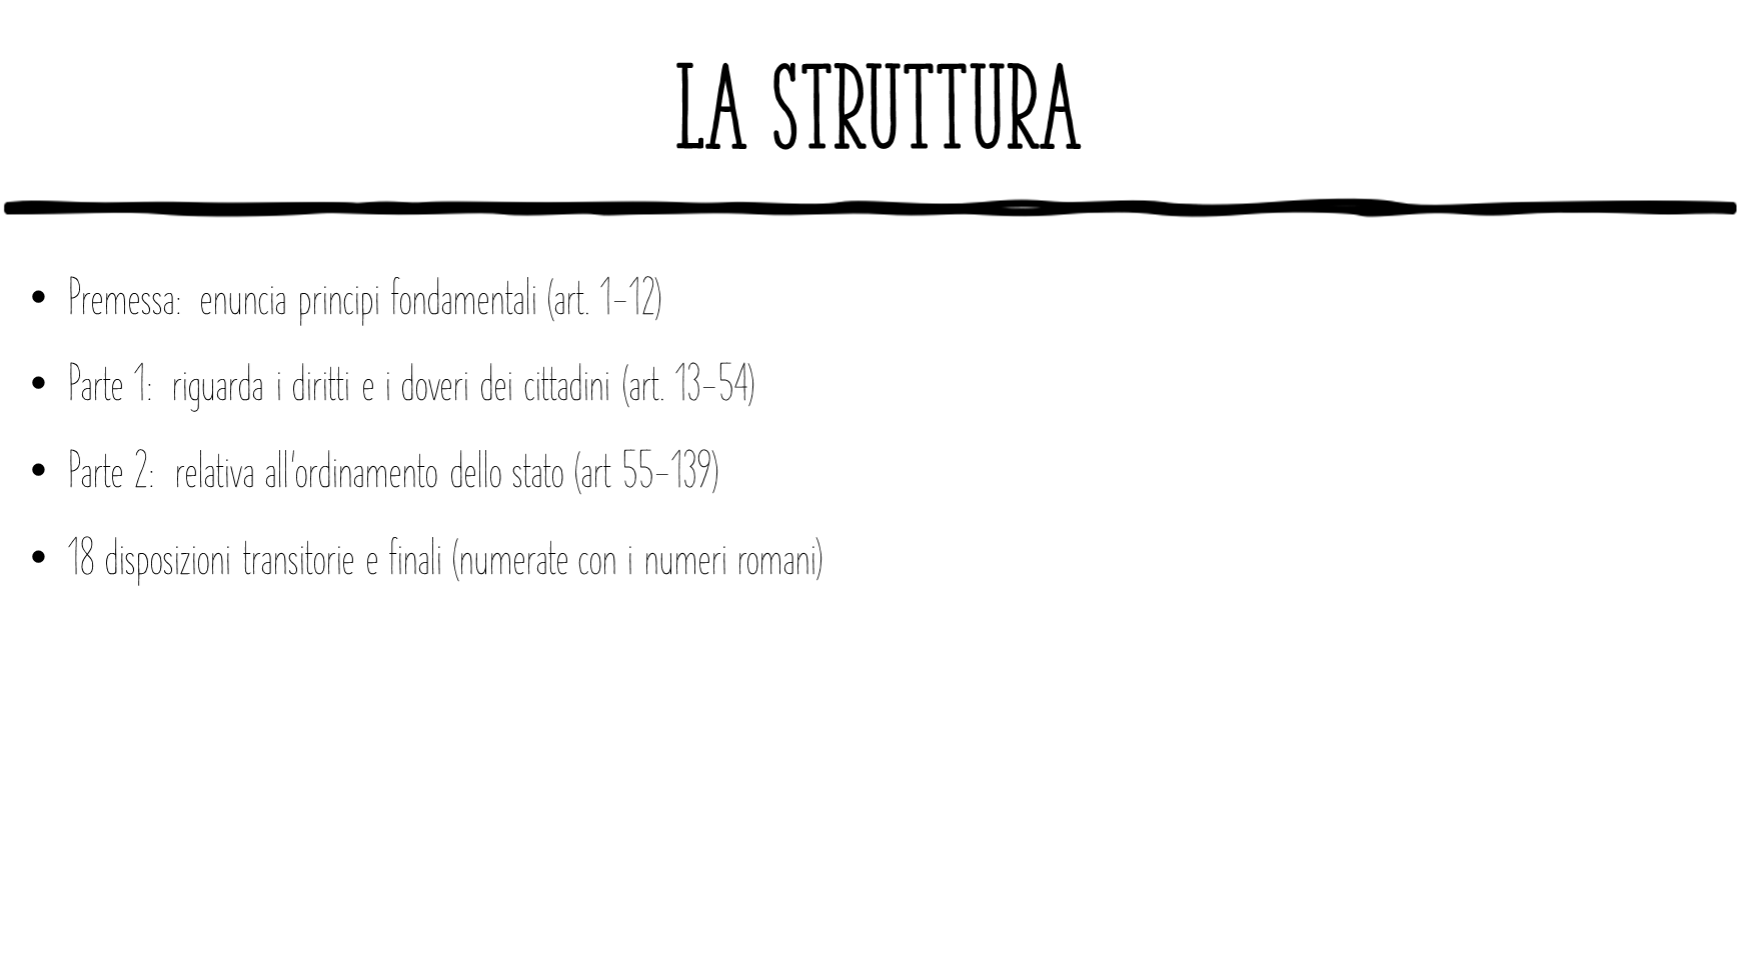 LA STRUTTURA
• Premessa: enuncia principi fondamentali (art. 1-12)
• Parte 1: riguarda i diritti e i doveri dei cittadini (art. 13-54)
• Parte 2: relativa all'ordinamento dello stato (art 55-139)
• 18 disposizioni transitorie e finali (numerate con i numeri romani)